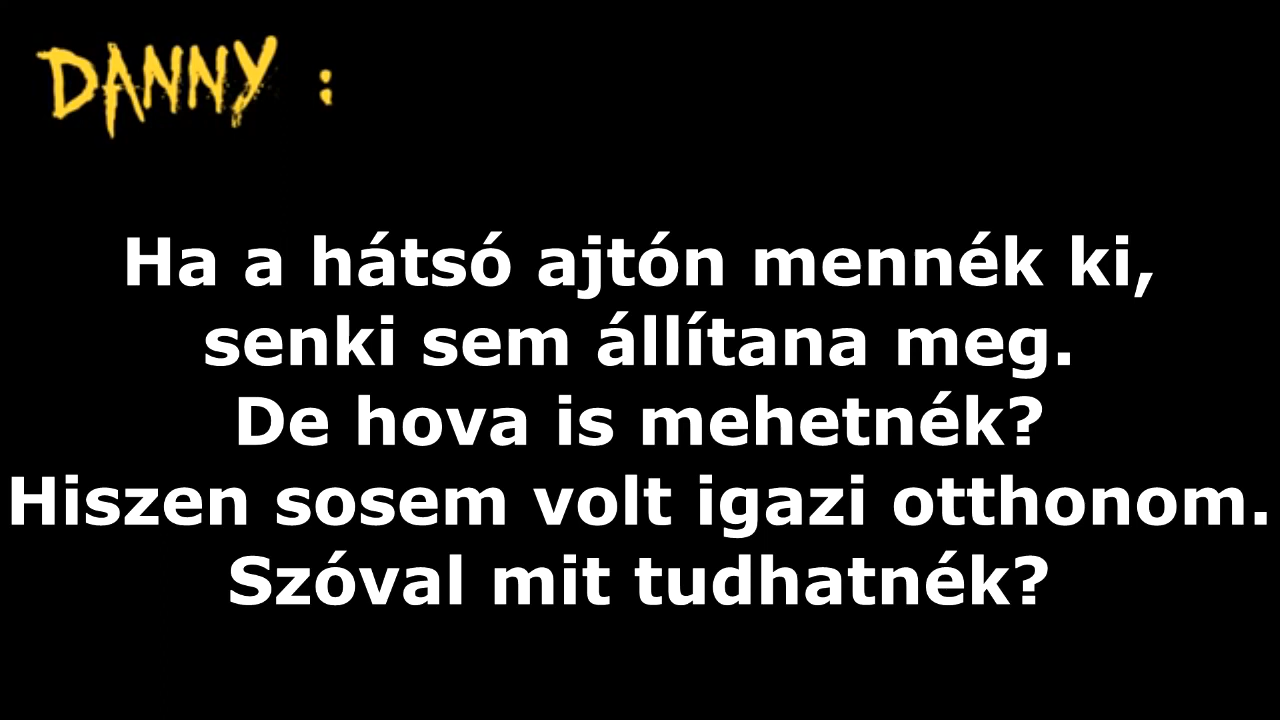 DANNY :
Ha a hátsó ajtón mennék ki,
senki sem állítana meg.
De hova is mehetnék?
Hiszen sosem volt igazi otthonom.
Szóval mit tudhatnék?